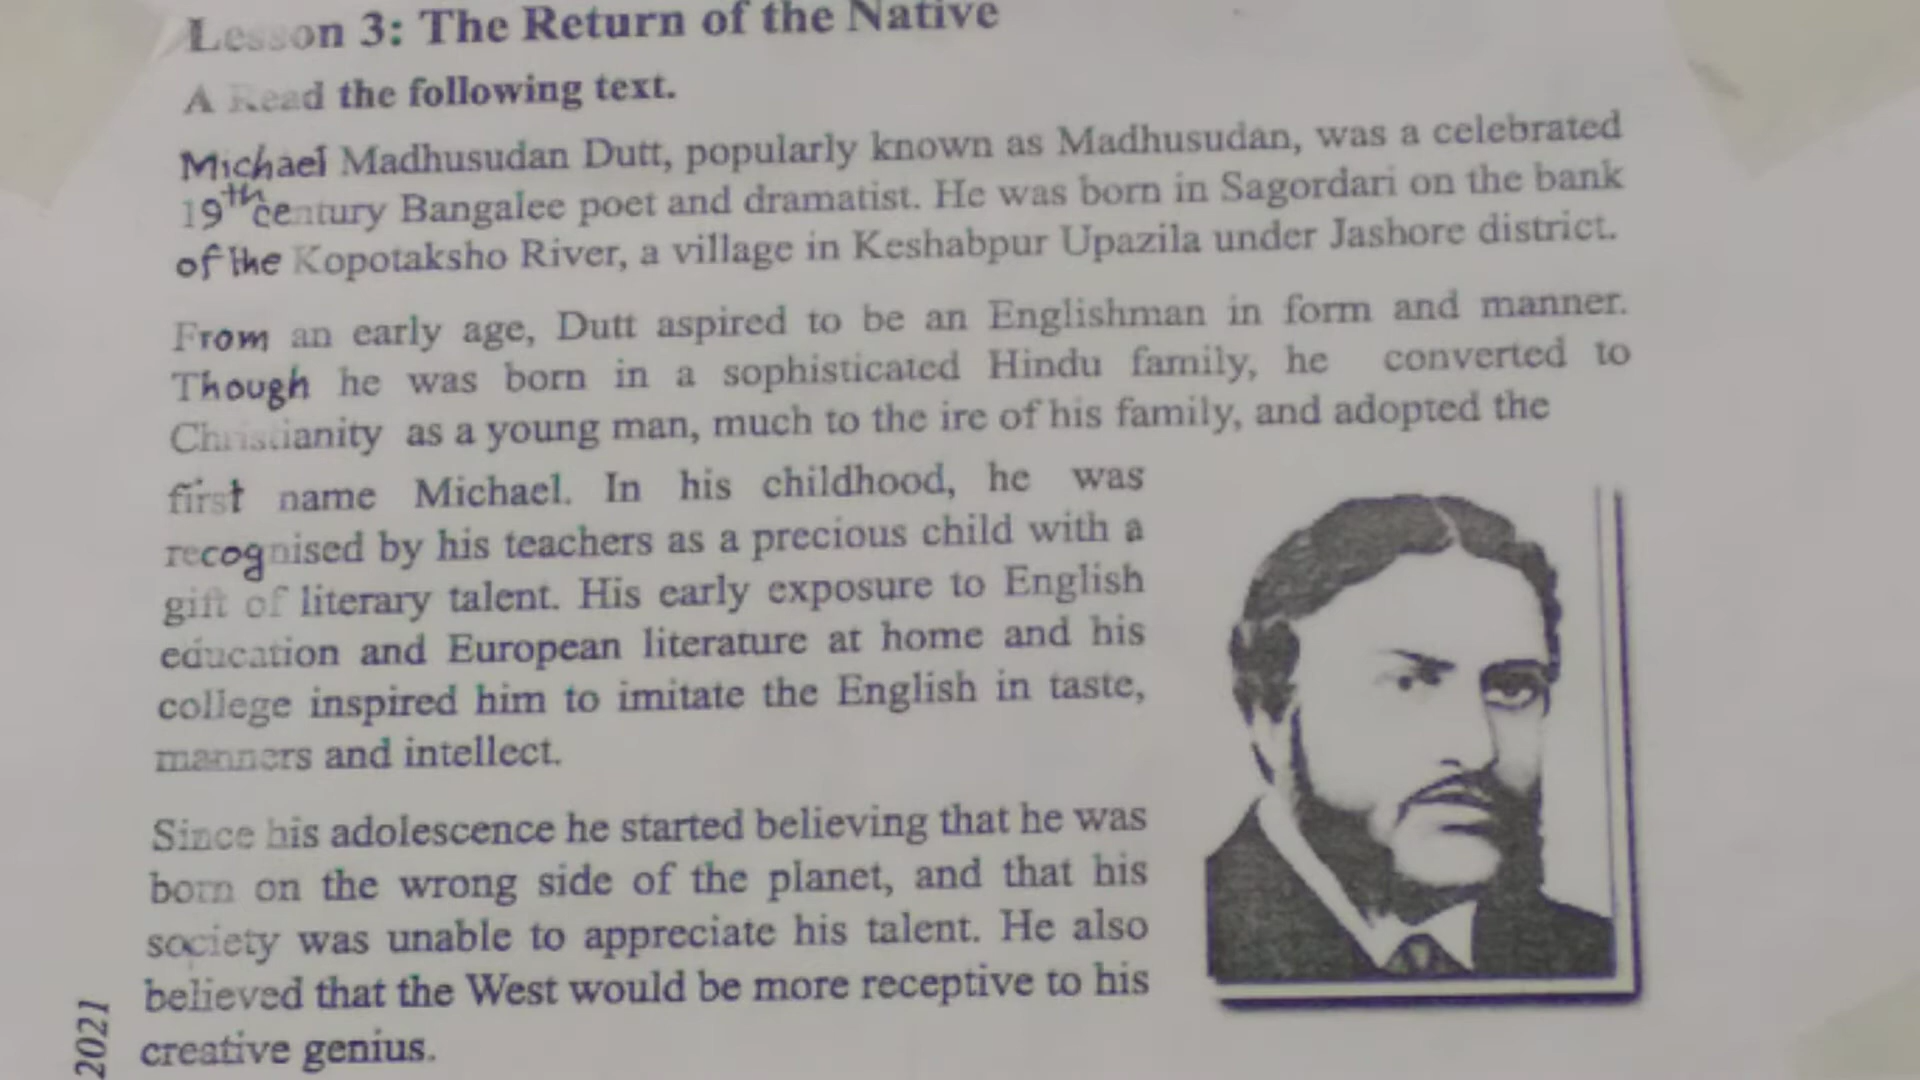 Lesson 3: The Return of the Native
A Read the following text.
Michael Madhusudan Dutt, popularly known as Madhusudan, was a celebrated
19th century Bangalee poet and dramatist. He was born in Sagordari on the bank
of the Kopotaksho River, a village in Keshabpur Upazila under Jashore district.
From an early age, Dutt aspired to be an Englishman in form and manner.
Though he was born in a sophisticated Hindu family, he converted to
Christianity as a young man, much to the ire of his family, and adopted the
first name Michael. In his childhood, he was
recognised by his teachers as a precious child with a
gift of literary talent. His early exposure to English
education and European literature at home and his
college inspired him to imitate the English in taste,
manners and intellect.
Since his adolescence he started believing that he was
born on the wrong side of the planet, and that his
society was unable to appreciate his talent. He also
believed that the West would be more receptive to his
creative genius.
2021